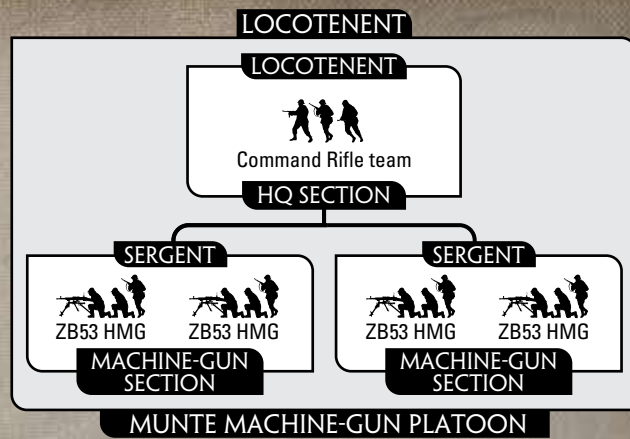 LOCOTENENT
LOCOTENENT
Command Rifle team
HQ SECTION
SERGENT
ZB53 HMG ZB53 HMG
MACHINE-GUN
SECTION
SERGENT
ZB53 HMG ZB53 HMG
MACHINE-GUN
SECTION
MUNTE MACHINE-GUN PLATOON